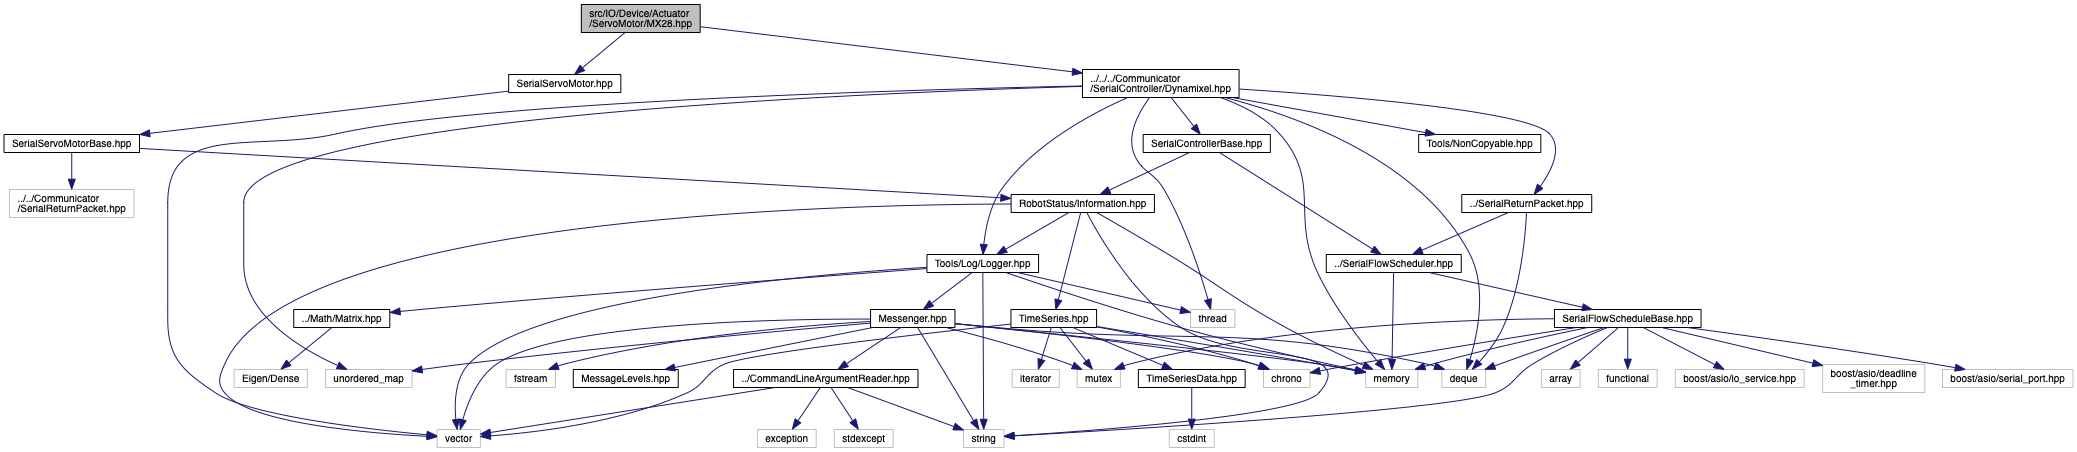 src/IO/Device/Actuator
/ServoMotor/MX28.hpp
SerialServoMotor.hpp
../../../Communicator
/SerialController/Dynamixel.hpp
SerialServoMotorBase.hpp
SerialControllerBase.hpp
Tools/NonCopyable.hpp
../../Communicator
/SerialReturnPacket.hpp
RobotStatus/Information.hpp
../SerialReturnPacket.hpp
Tools/Log/Logger.hpp
../SerialFlowScheduler.hpp
../Math/Matrix.hpp
Messenger.hpp
TimeSeries.hpp
thread
SerialFlowScheduleBase.hpp
Eigen/Dense
unordered_map
fstream
MessageLevels.hpp
../CommandLineArgumentReader.hpp
iterator
mutex
TimeSeriesData.hpp
chrono
memory
deque
array
functional
boost/asio/io_service.hpp
boost/asio/deadline
_timer.hpp
boost/asio/serial_port.hpp
vector
exception
stdexcept
string
cstdint